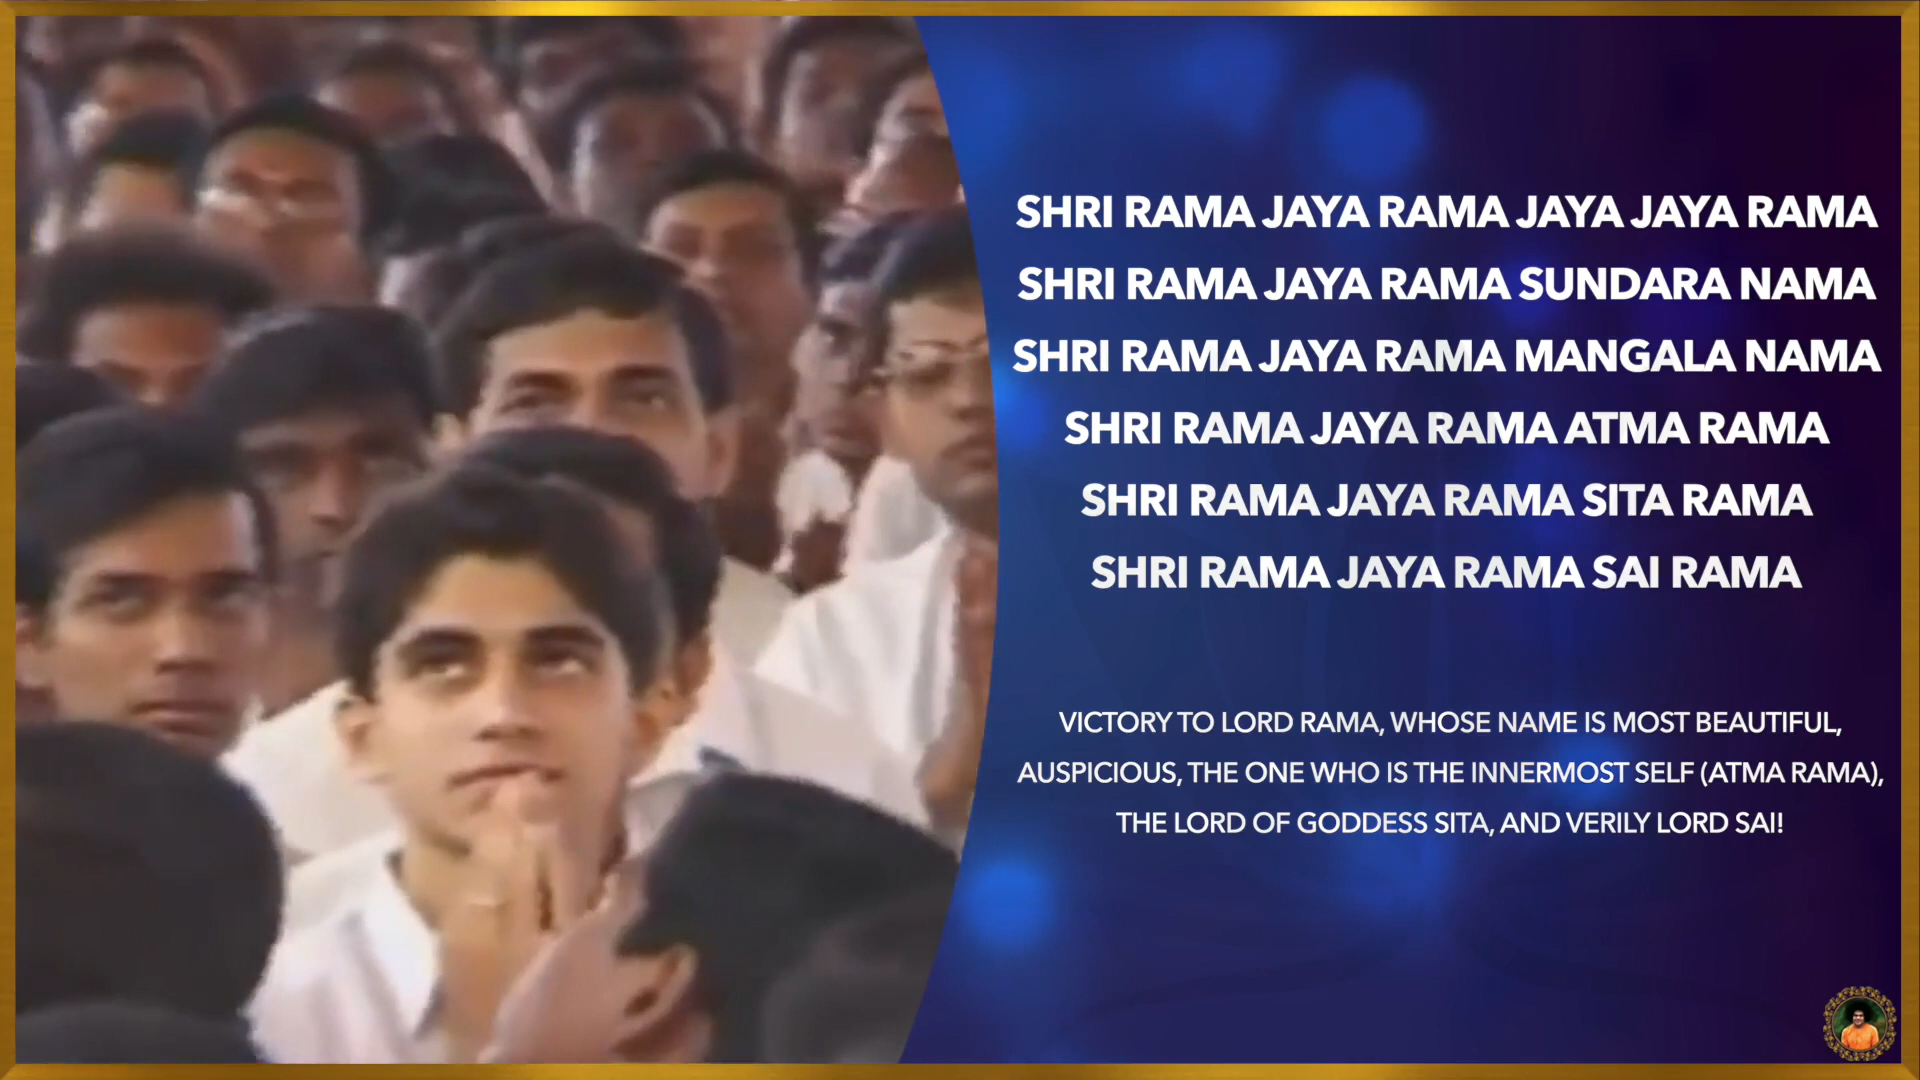 SHRI RAMA JAYA RAMA JAYA JAYA RAMA
SHRI RAMA JAYA RAMA SUNDARA NAMA
SHRI RAMA JAYA RAMA MANGALA NAMA
SHRI RAMA JAYA RAMA ATMA RAMA
SHRI RAMA JAYA RAMA SITA RAMA
SHRI RAMA JAYA RAMA SAI RAMA
VICTORY TO LORD RAMA, WHOSE NAME IS MOST BEAUTIFUL,
AUSPICIOUS, THE ONE WHO IS THE INNERMOST SELF (ATMA RAMA),
THE LORD OF GODDESS SITA, AND VERILY LORD SAI!